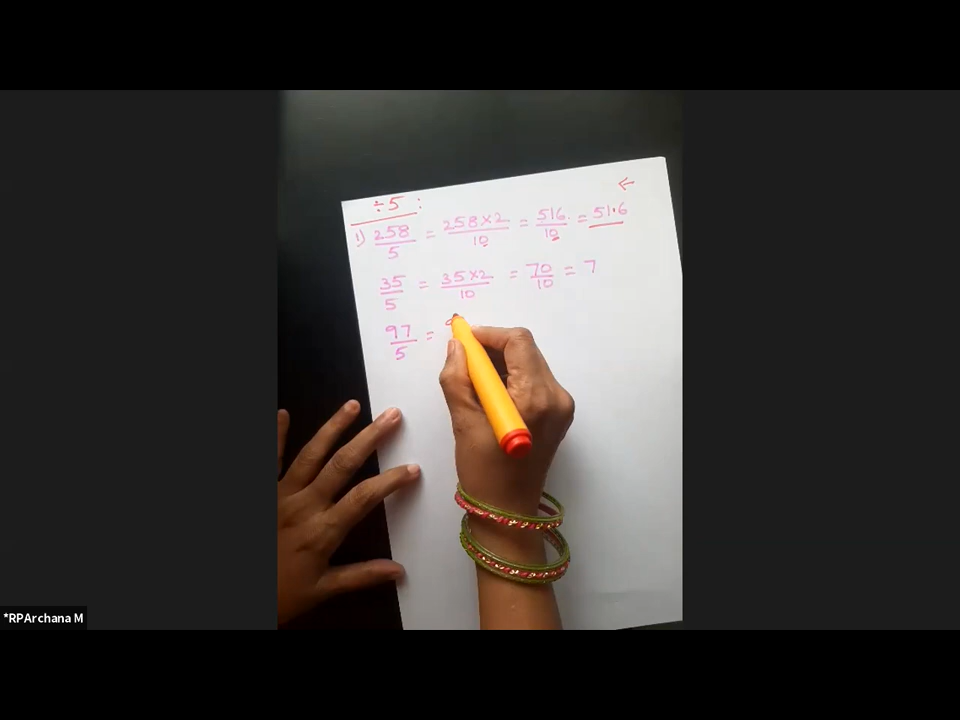 ÷5 :
←
1) 258/5 = 258×2/10 = 516/10 = 51.6
35/5 = 35×2/10 = 70/10 = 7
97/5 =
*RPArchana M